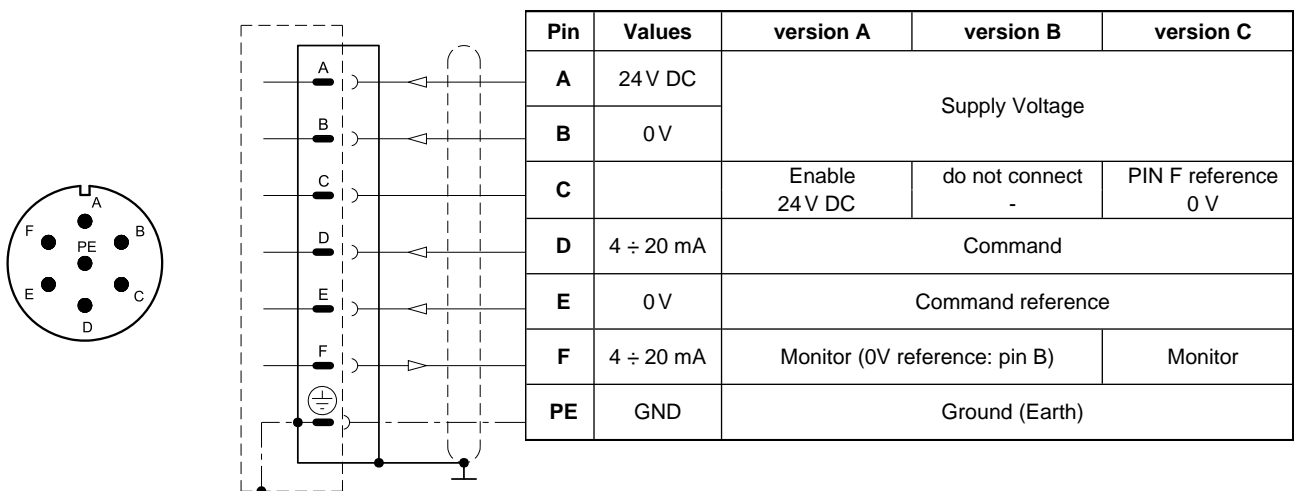 A
F
B
PE
E
C
D
A
B
C
D
E
F
Pin Values version A version B version C
A 24 V DC Supply Voltage
B 0 V
C Enable do not connect PIN F reference
24 V DC - 0 V
D 4 ÷ 20 mA Command
E 0 V Command reference
F 4 ÷ 20 mA Monitor (0V reference: pin B) Monitor
PE GND Ground (Earth)